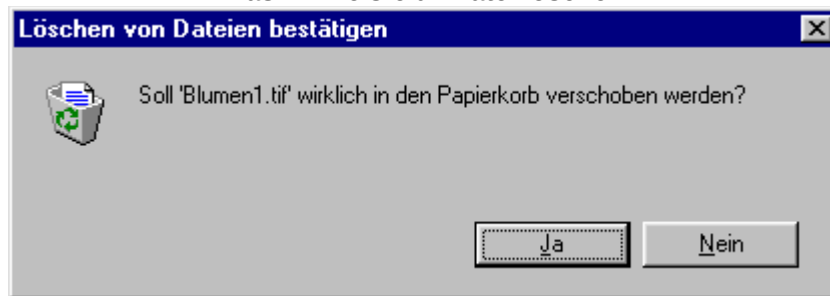 Löschen von Dateien bestätigen
Soll 'Blumen1.tif' wirklich in den Papierkorb verschoben werden?
Ja
Nein